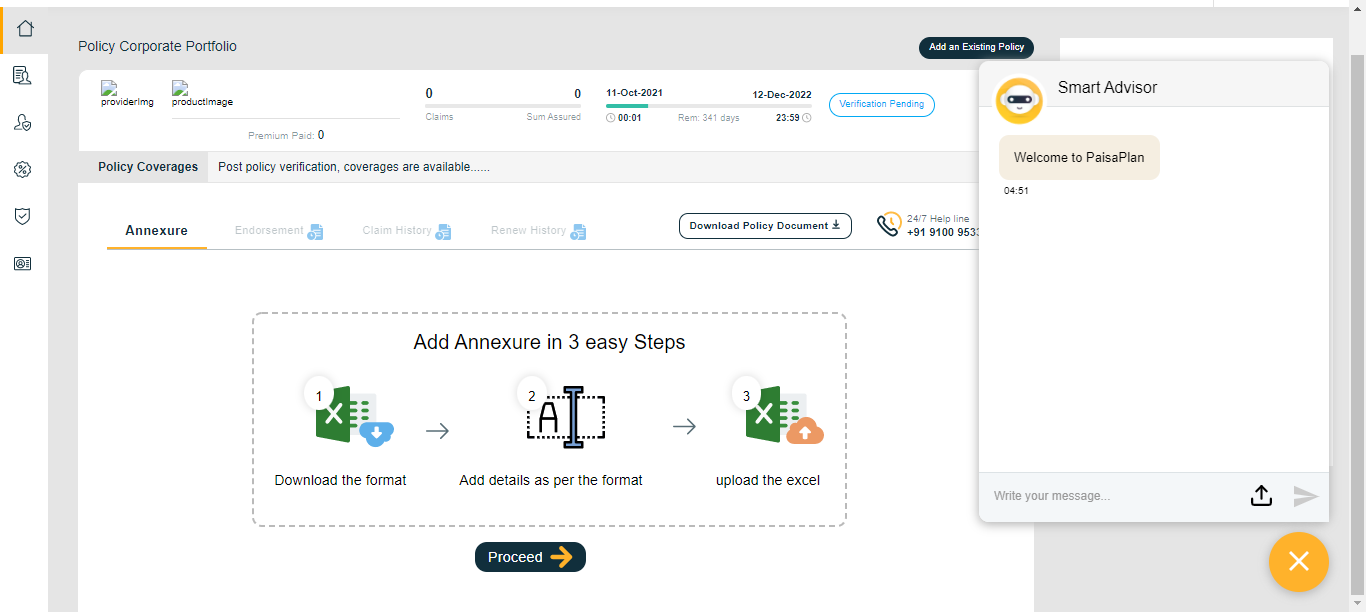 Policy Corporate Portfolio
Add an Existing Policy
providerImg
productImage
Premium Paid: 0
0
0
Claims
Sum Assured
11-Oct-2021
12-Dec-2022
00:01
Rem: 341 days
23:59
Verification Pending
Policy Coverages
Post policy verification, coverages are available......
Annexure
Endorsement
Claim History
Renew History
Download Policy Document
24/7 Help line
+91 9100
Add Annexure in 3 easy Steps
1
2
A
3
X
X
Download the format
Add details as per the format
upload the excel
Proceed
Smart Advisor
Welcome to PaisaPlan
04:51
Write your message...